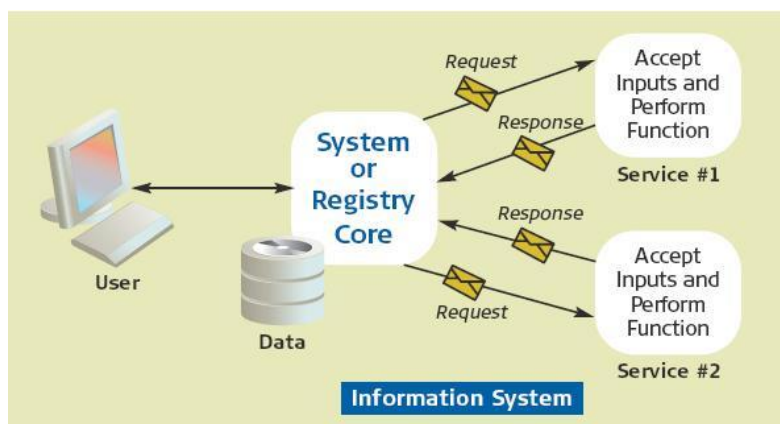 User
Data
System
or
Registry
Core
Request
Response
Accept
Inputs and
Perform
Function
Service #1
Response
Request
Accept
Inputs and
Perform
Function
Service #2
Information System